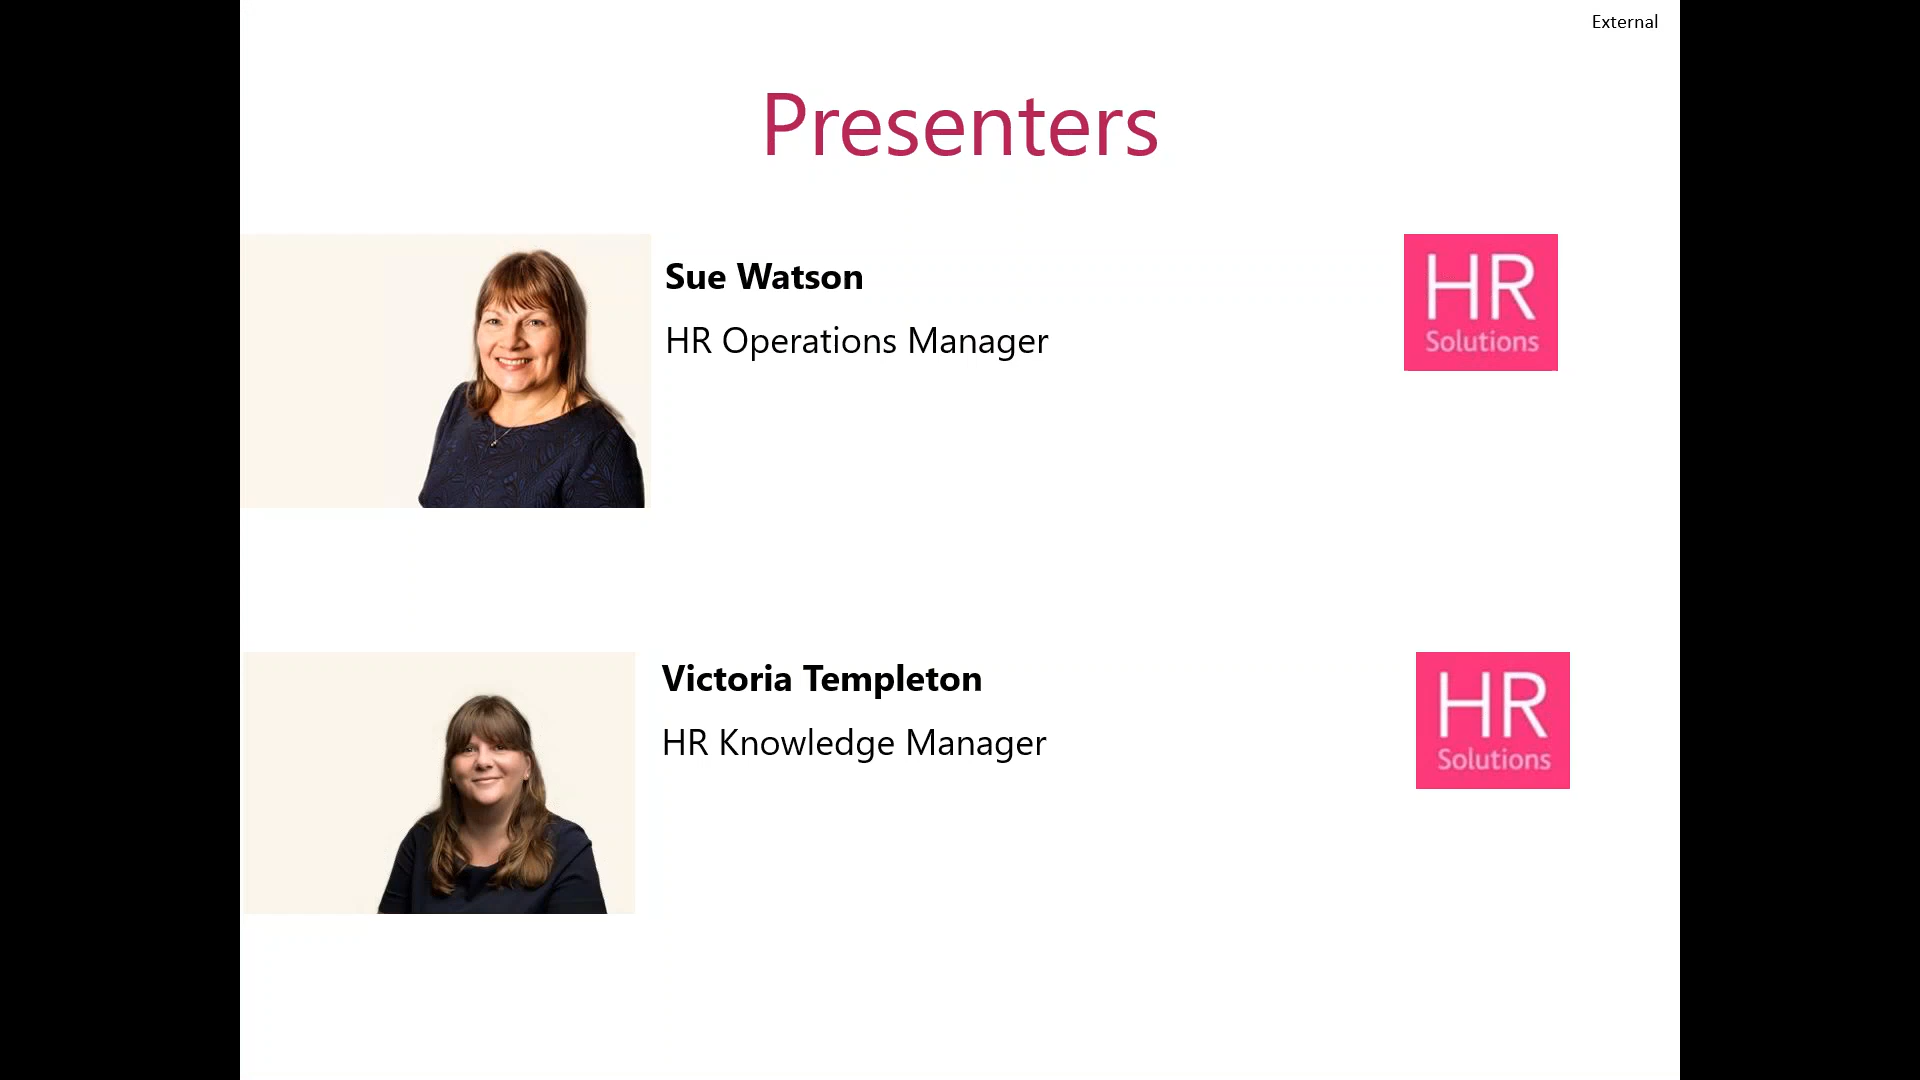 External
Presenters
Sue Watson
HR Operations Manager
HR
Solutions
Victoria Templeton
HR Knowledge Manager
HR
Solutions